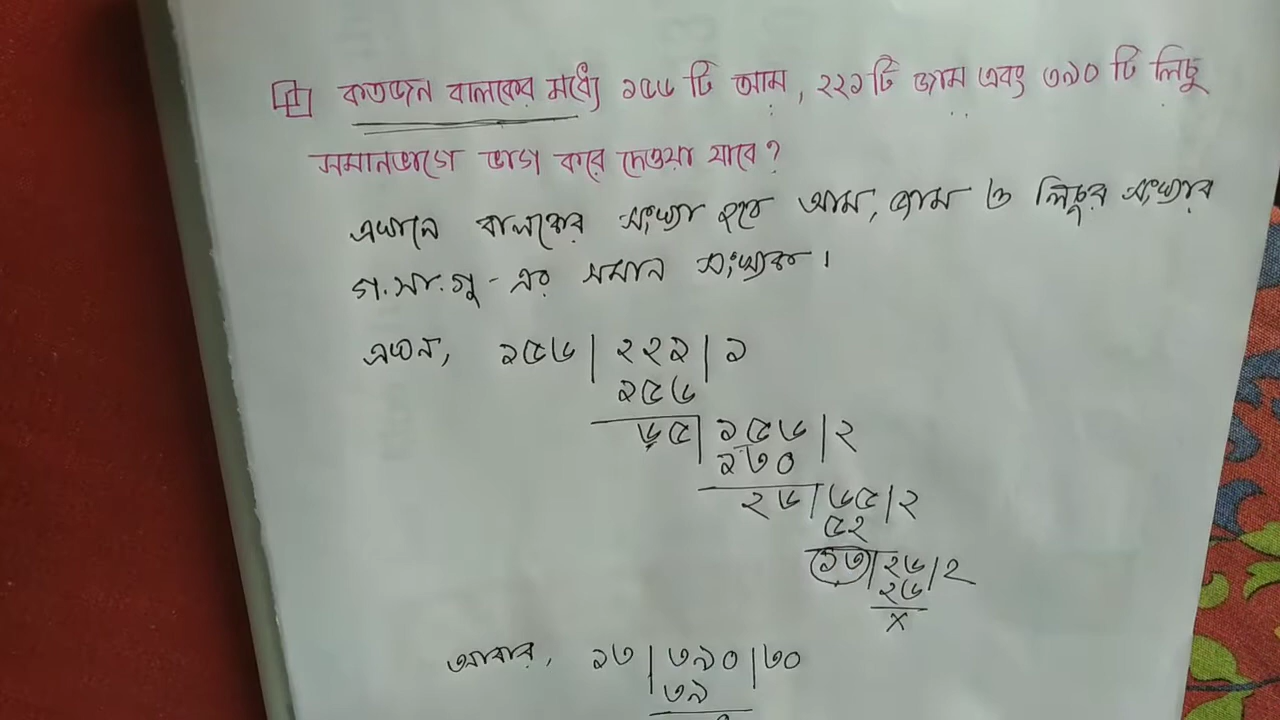 কতজন বালকের মধ্যে ১৫৬ টি আম, ২২১ টি জাম এবং ৩৯০ টি লিচু
সমানভাগে ভাগ করে দেওয়া যাবে?
এখানে বালকের সংখ্যা হবে আম, জাম ও লিচুর সংখ্যার
গ.সা.গু - এর সমান সংখ্যক।
এখন, ১৫৬ | ২২১ | ১
১৫৬
৬৫ | ১৫৬ | ২
১৩০
২৬ | ৬৫ | ২
৫২
১৩ | ২৬ | ২
২৬
×
আবার, ১৩ | ৩৯০ | ৩০
৩৯